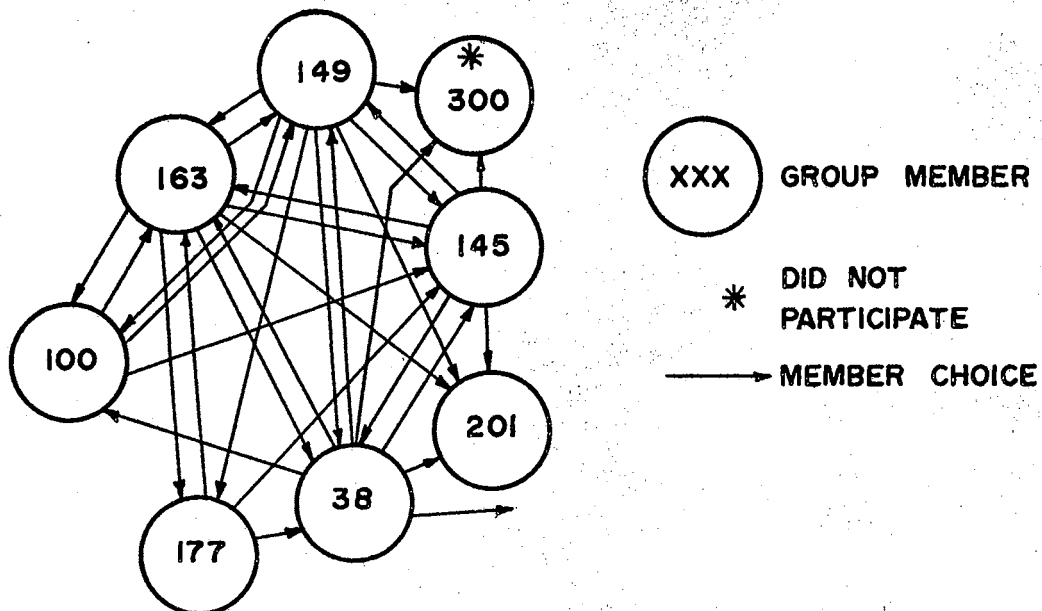 149
*
300
163
145
100
201
38
177
XXX GROUP MEMBER
* DID NOT
PARTICIPATE
MEMBER CHOICE